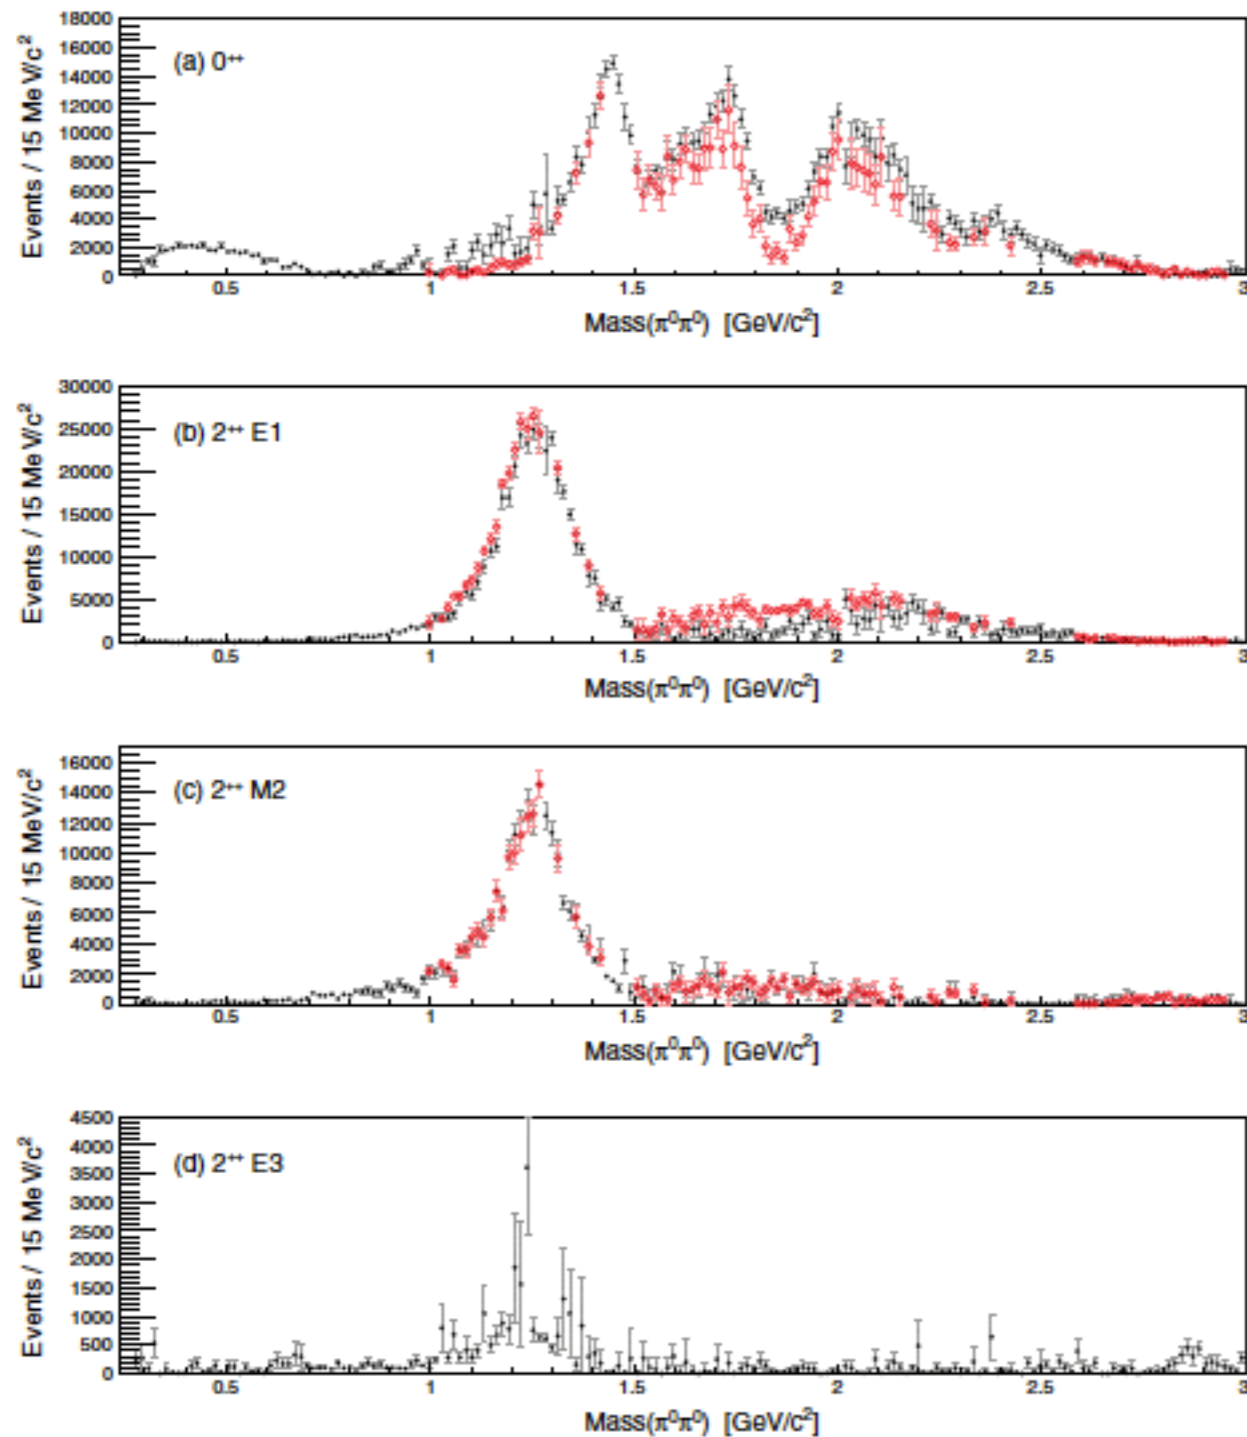 (a) 0⁺⁺
Events / 15 MeV/c²
18000
16000
14000
12000
10000
8000
6000
4000
2000
0
0.5 1 1.5 2 2.5 3
Mass(π⁰π⁰) [GeV/c²]
(b) 2⁺⁺ E1
Events / 15 MeV/c²
30000
25000
20000
15000
10000
5000
0
0.5 1 1.5 2 2.5 3
Mass(π⁰π⁰) [GeV/c²]
(c) 2⁺⁺ M2
Events / 15 MeV/c²
16000
14000
12000
10000
8000
6000
4000
2000
0
0.5 1 1.5 2 2.5 3
Mass(π⁰π⁰) [GeV/c²]
(d) 2⁺⁺ E3
Events / 15 MeV/c²
4500
4000
3500
3000
2500
2000
1500
1000
500
0
0.5 1 1.5 2 2.5 3
Mass(π⁰π⁰) [GeV/c²]